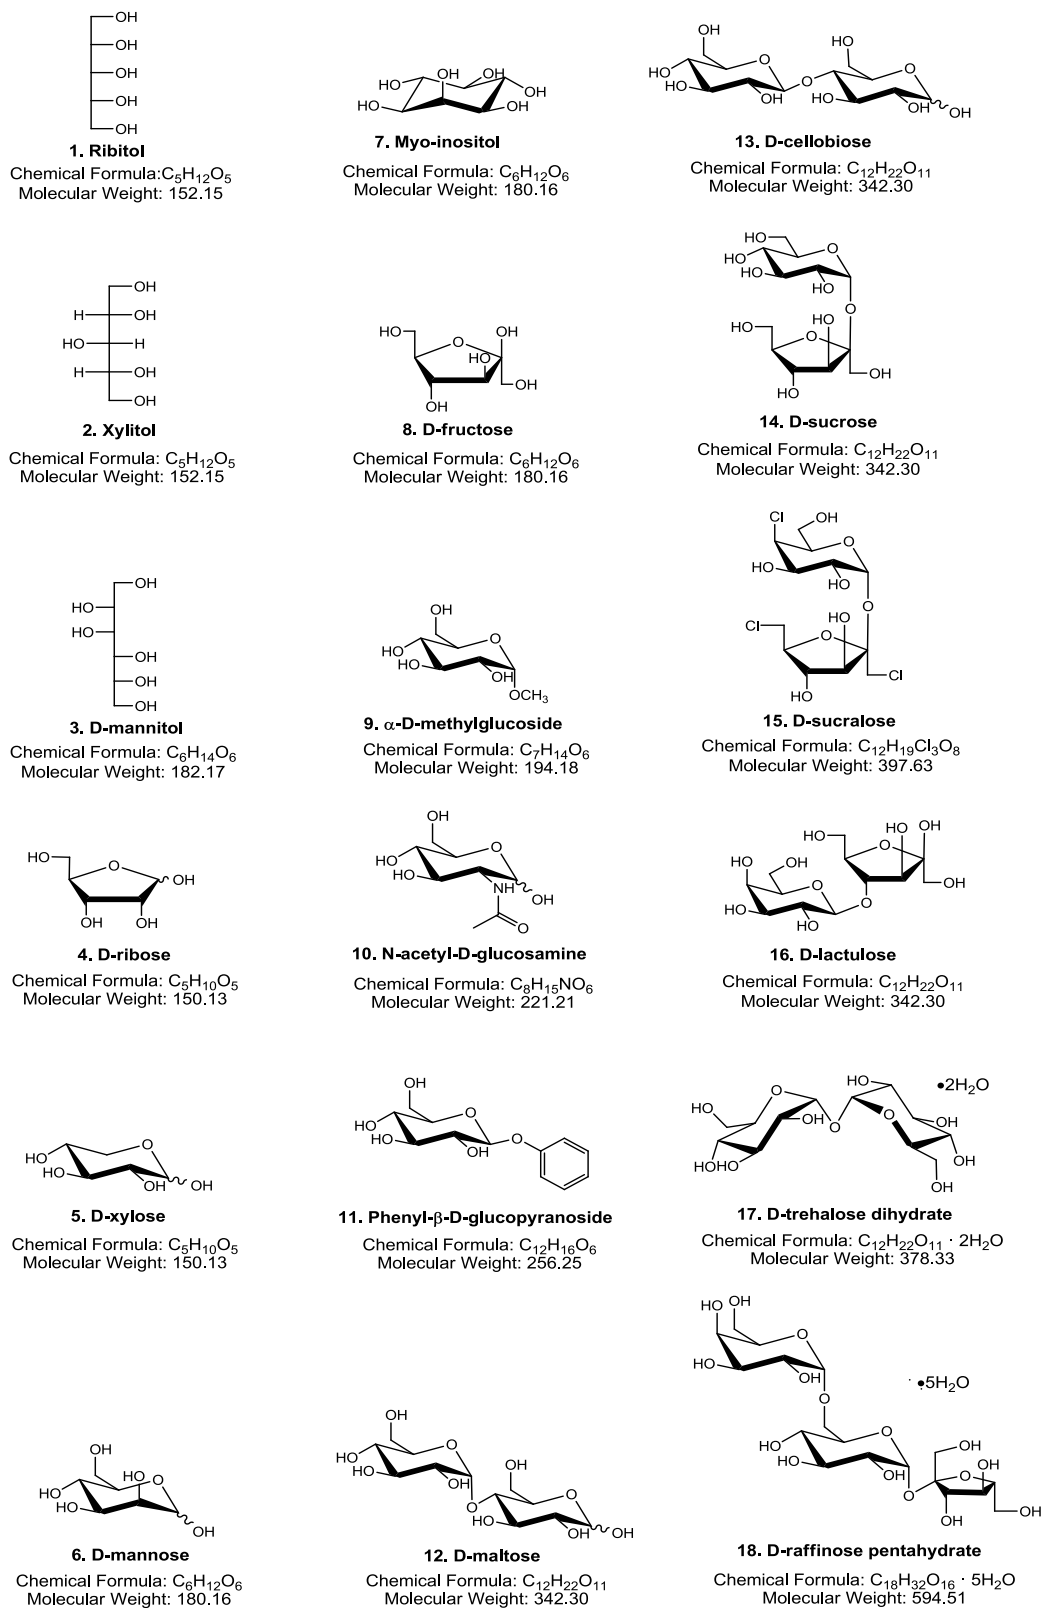 OH
OH
OH
OH
OH
1. Ribitol
Chemical Formula:C₅H₁₂O₅
Molecular Weight: 152.15
OH
H OH
HO H
H OH
OH
2. Xylitol
Chemical Formula: C₅H₁₂O₅
Molecular Weight: 152.15
OH
HO
HO
OH
OH
OH
3. D-mannitol
Chemical Formula: C₆H₁₄O₆
Molecular Weight: 182.17
HO O OH
OH OH
4. D-ribose
Chemical Formula: C₅H₁₀O₅
Molecular Weight: 150.13
O
HO
HO OH OH
5. D-xylose
Chemical Formula: C₅H₁₀O₅
Molecular Weight: 150.13
OH
HO O
HO
HO
OH
6. D-mannose
Chemical Formula: C₆H₁₂O₆
Molecular Weight: 180.16
OH OH
HO OH
HO OH
7. Myo-inositol
Chemical Formula: C₆H₁₂O₆
Molecular Weight: 180.16
HO O OH
HO
OH
OH
8. D-fructose
Chemical Formula: C₆H₁₂O₆
Molecular Weight: 180.16
OH
O
HO
HO OH
OCH₃
9. α-D-methylglucoside
Chemical Formula: C₇H₁₄O₆
Molecular Weight: 194.18
OH
O
HO
HO NH OH
O
10. N-acetyl-D-glucosamine
Chemical Formula: C₈H₁₅NO₆
Molecular Weight: 221.21
OH
O
HO
HO OH O
11. Phenyl-β-D-glucopyranoside
Chemical Formula: C₁₂H₁₆O₆
Molecular Weight: 256.25
OH
O
HO
HO OH OH
O O
HO OH OH
12. D-maltose
Chemical Formula: C₁₂H₂₂O₁₁
Molecular Weight: 342.30
OH
O HO
HO O O
HO OH HO OH OH
13. D-cellobiose
Chemical Formula: C₁₂H₂₂O₁₁
Molecular Weight: 342.30
HO
O
HO
HO
HO O
HO HO
O
OH
HO
14. D-sucrose
Chemical Formula: C₁₂H₂₂O₁₁
Molecular Weight: 342.30
Cl OH
O
HO
HO
O
Cl HO
O
Cl
HO
15. D-sucralose
Chemical Formula: C₁₂H₁₉Cl₃O₈
Molecular Weight: 397.63
HO HO OH
O
OH OH
O OH
HO O
HO
16. D-lactulose
Chemical Formula: C₁₂H₂₂O₁₁
Molecular Weight: 342.30
HO •2H₂O
O
HO OH O OH
O
OH HO OH
OH
17. D-trehalose dihydrate
Chemical Formula: C₁₂H₂₂O₁₁ · 2H₂O
Molecular Weight: 378.33
OH
OH
O
HO OH
•5H₂O
O
O
HO
HO OH OH
O OH
O
OH OH
18. D-raffinose pentahydrate
Chemical Formula: C₁₈H₃₂O₁₆ · 5H₂O
Molecular Weight: 594.51